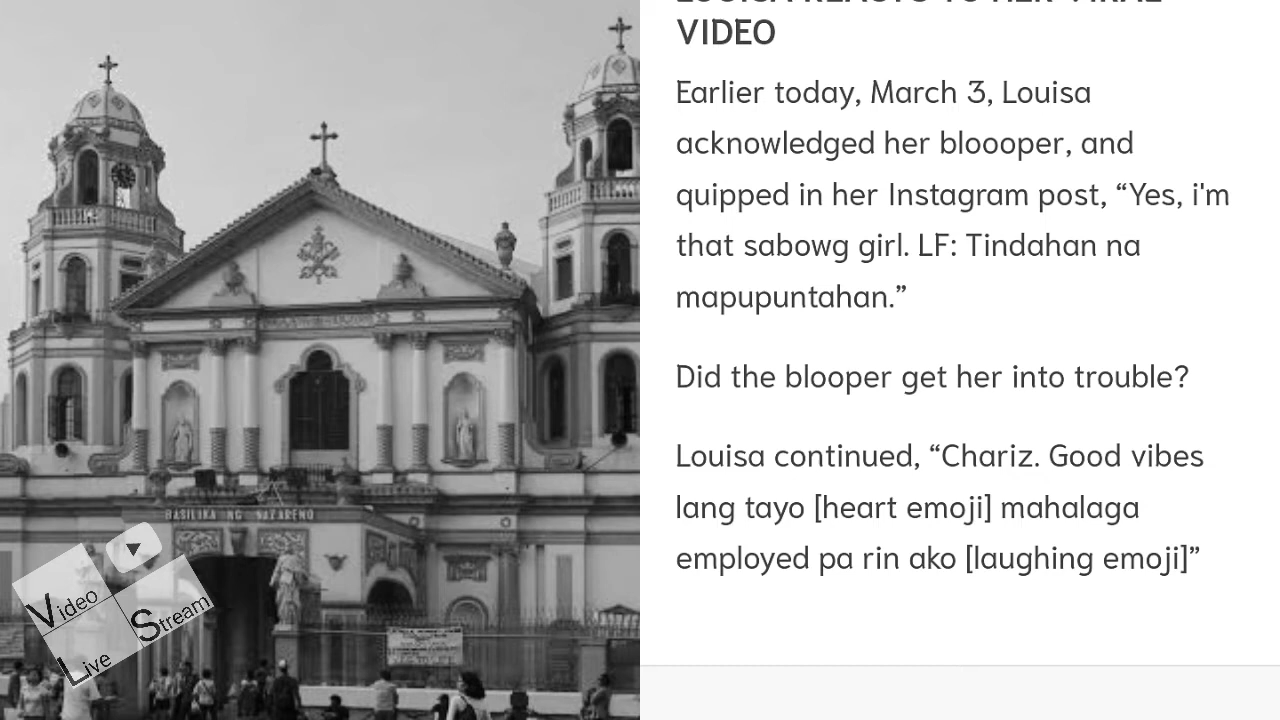 BASILIKA NG NAZARENO
Video
Live
Stream
VIDEO
Earlier today, March 3, Louisa
acknowledged her bloooper, and
quipped in her Instagram post, “Yes, i'm
that sabowg girl. LF: Tindahan na
mapupuntahan.”
Did the blooper get her into trouble?
Louisa continued, “Chariz. Good vibes
lang tayo [heart emoji] mahalaga
employed pa rin ako [laughing emoji]”